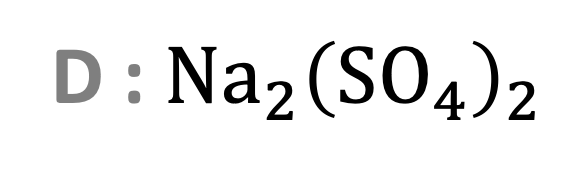 D : Na₂(SO₄)₂